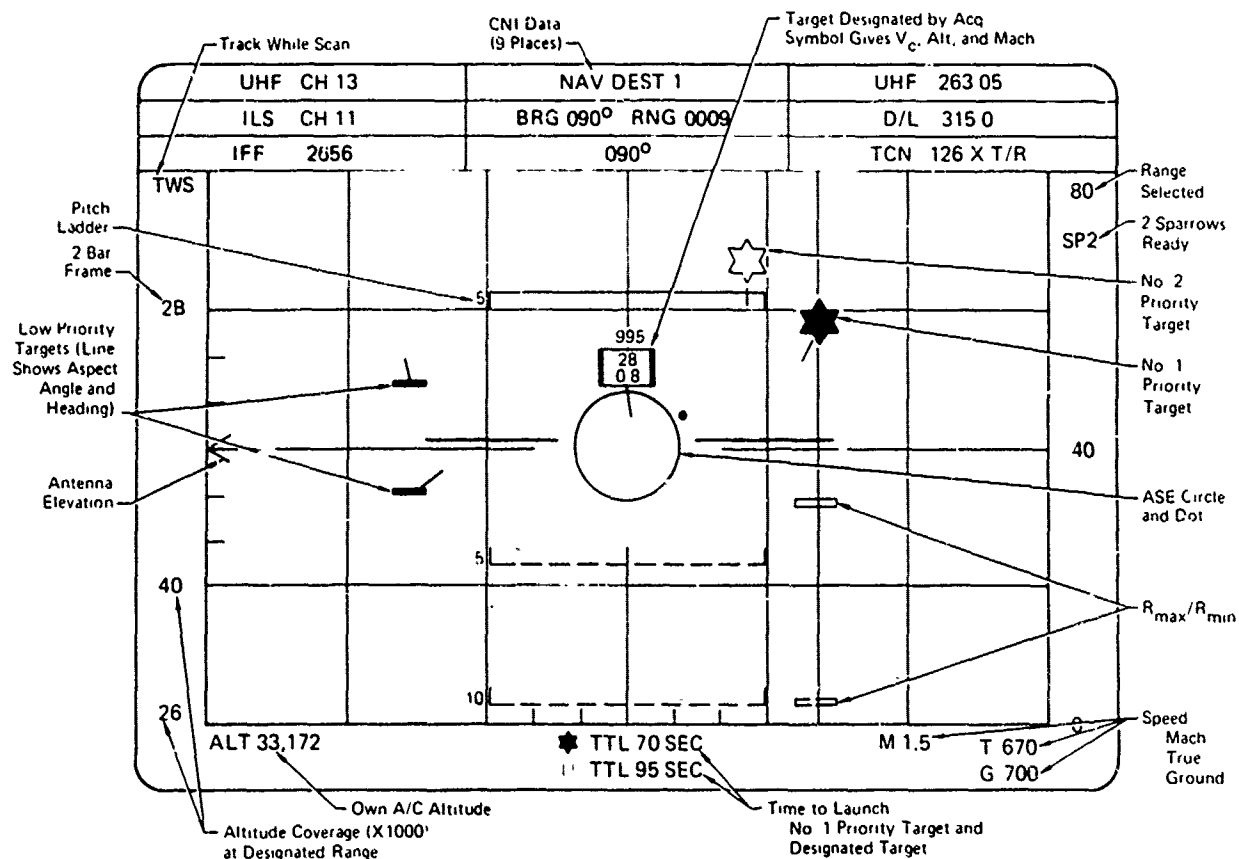 Track While Scan
CNI Data
(9 Places)
Target Designated by Acq
Symbol Gives Vc, Alt, and Mach
UHF CH 13
NAV DEST 1
UHF 263 05
ILS CH 11
BRG 090° RNG 0009
D/L 315 0
IFF 2656
090°
TCN 126 X T/R
TWS
80
Range
Selected
Pitch
Ladder
SP2
2 Sparrows
Ready
2 Bar
Frame
2B
5
No 2
Priority
Target
Low Priority
Targets (Line
Shows Aspect
Angle and
Heading)
995
28
0 8
No 1
Priority
Target
Antenna
Elevation
40
ASE Circle
and Dot
5
40
Rmax/Rmin
10
26
0
Speed
Mach
True
Ground
ALT 33,172
TTL 70 SEC
M 1.5
T 670
TTL 95 SEC
G 700
Own A/C Altitude
Altitude Coverage (X1000)
at Designated Range
Time to Launch
No 1 Priority Target and
Designated Target